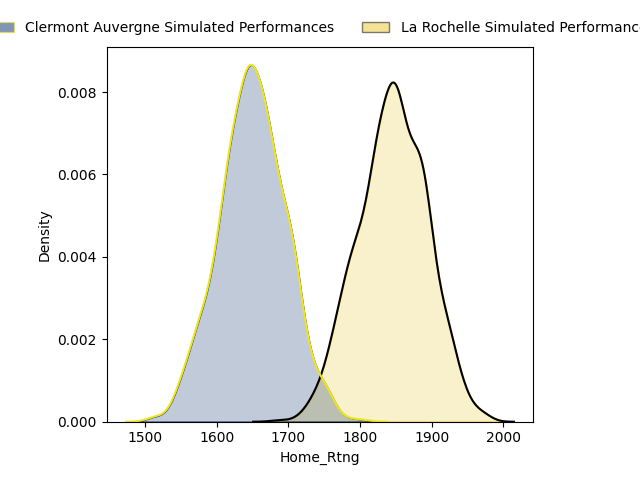 Clermont Auvergne Simulated Performances
La Rochelle Simulated
Density
0.008
0.006
0.004
0.002
0.000
1500 1600 1700 1800 1900 2000
Home_Rtng